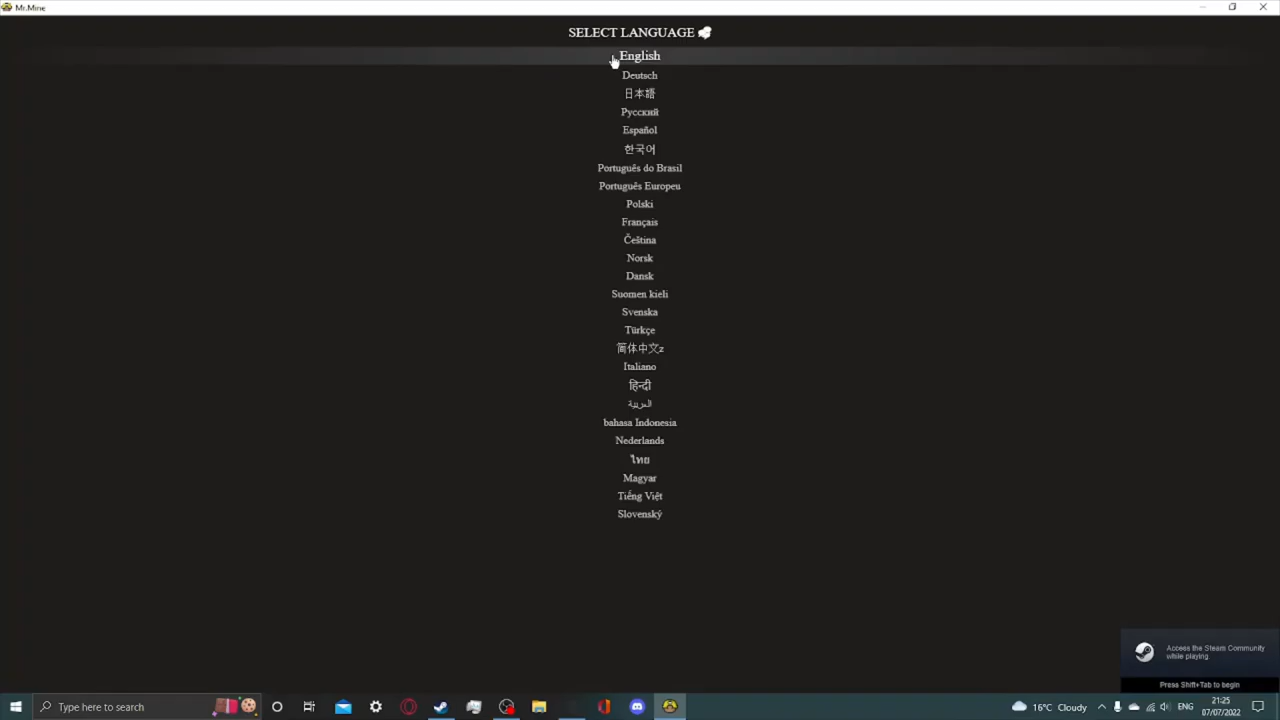 Mr.Mine
SELECT LANGUAGE
English
Deutsch
日本語
Русский
Español
한국어
Português do Brasil
Português Europeu
Polski
Français
Čeština
Norsk
Dansk
Suomen kieli
Svenska
Türkçe
简体中文z
Italiano
हिन्दी
العربية
bahasa Indonesia
Nederlands
ไทย
Magyar
Tiếng Việt
Slovenský
Access the Steam Community
while playing
Press Shift+Tab to begin
Type here to search
16°C Cloudy
ENG
21:25
07/07/2022